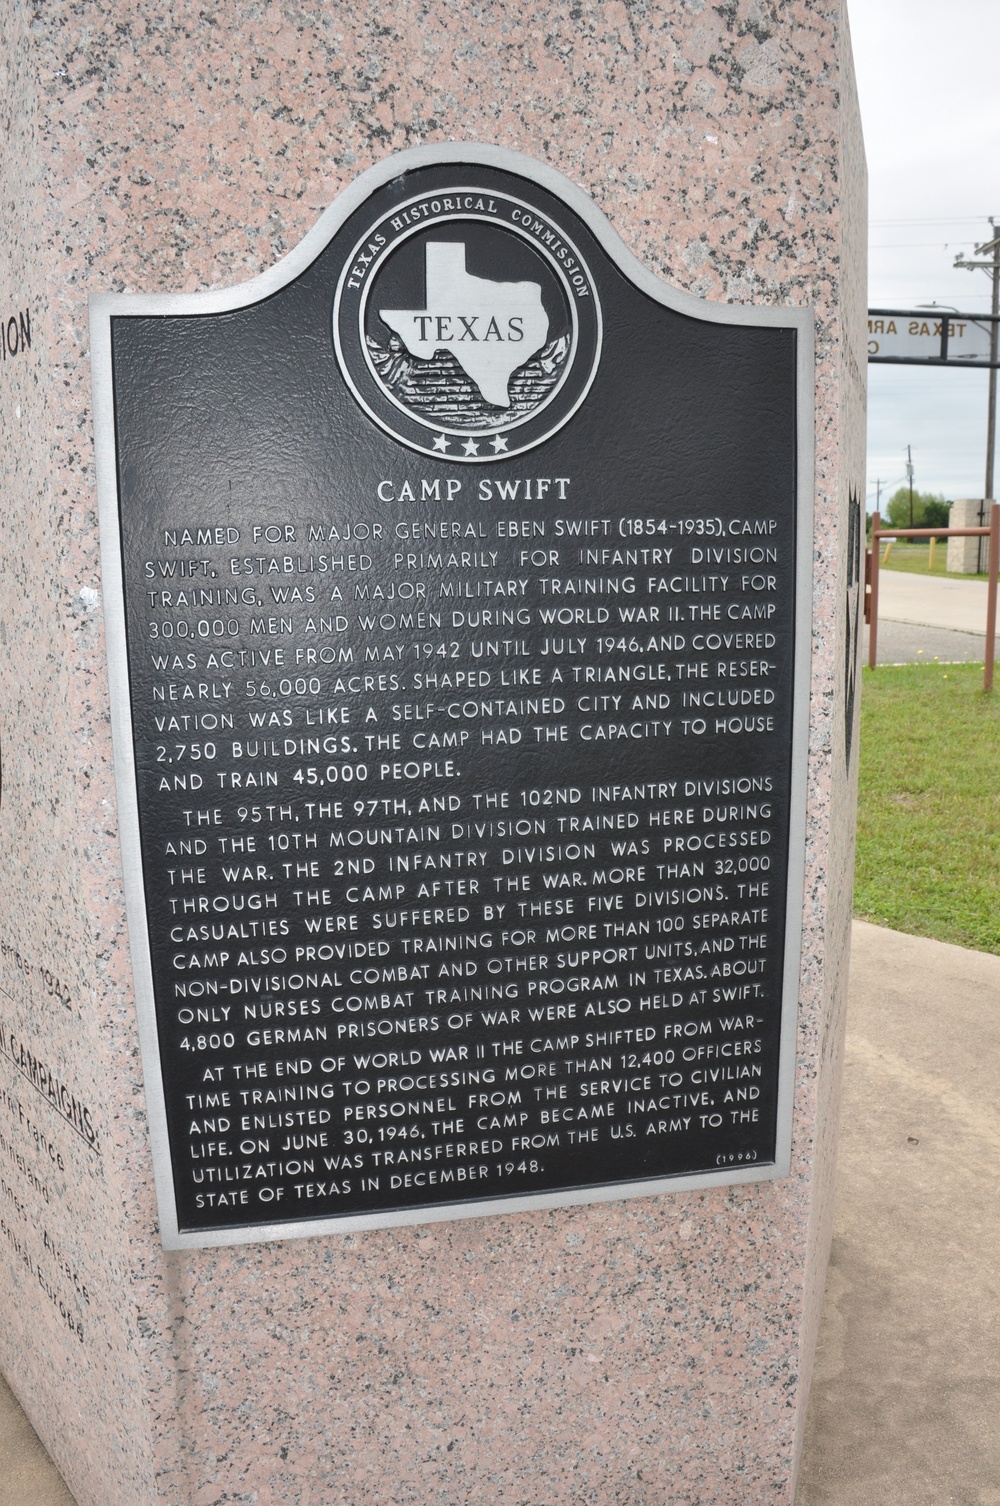 TEXAS HISTORICAL COMMISSION
TEXAS
CAMP SWIFT
NAMED FOR MAJOR GENERAL EBEN SWIFT (1854-1935), CAMP
SWIFT, ESTABLISHED PRIMARILY FOR INFANTRY DIVISION
TRAINING, WAS A MAJOR MILITARY TRAINING FACILITY FOR
300,000 MEN AND WOMEN DURING WORLD WAR II. THE CAMP
WAS ACTIVE FROM MAY 1942 UNTIL JULY 1946, AND COVERED
NEARLY 56,000 ACRES. SHAPED LIKE A TRIANGLE, THE RESER-
VATION WAS LIKE A SELF-CONTAINED CITY AND INCLUDED
2,750 BUILDINGS. THE CAMP HAD THE CAPACITY TO HOUSE
AND TRAIN 45,000 PEOPLE.
THE 95TH, THE 97TH, AND THE 102ND INFANTRY DIVISIONS
AND THE 10TH MOUNTAIN DIVISION TRAINED HERE DURING
THE WAR. THE 2ND INFANTRY DIVISION WAS PROCESSED
THROUGH THE CAMP AFTER THE WAR. MORE THAN 32,000
CASUALTIES WERE SUFFERED BY THESE FIVE DIVISIONS. THE
CAMP ALSO PROVIDED TRAINING FOR MORE THAN 100 SEPARATE
NON-DIVISIONAL COMBAT AND OTHER SUPPORT UNITS, AND THE
ONLY NURSES COMBAT TRAINING PROGRAM IN TEXAS. ABOUT
4,800 GERMAN PRISONERS OF WAR WERE ALSO HELD AT SWIFT.
AT THE END OF WORLD WAR II THE CAMP SHIFTED FROM WAR-
TIME TRAINING TO PROCESSING MORE THAN 12,400 OFFICERS
AND ENLISTED PERSONNEL FROM THE SERVICE TO CIVILIAN
LIFE. ON JUNE 30, 1946, THE CAMP BECAME INACTIVE, AND
UTILIZATION WAS TRANSFERRED FROM THE U.S. ARMY TO THE
STATE OF TEXAS IN DECEMBER 1948.
(1996)
1942
CAMPAIGNS
France
Alsace
Europe
TEXAS